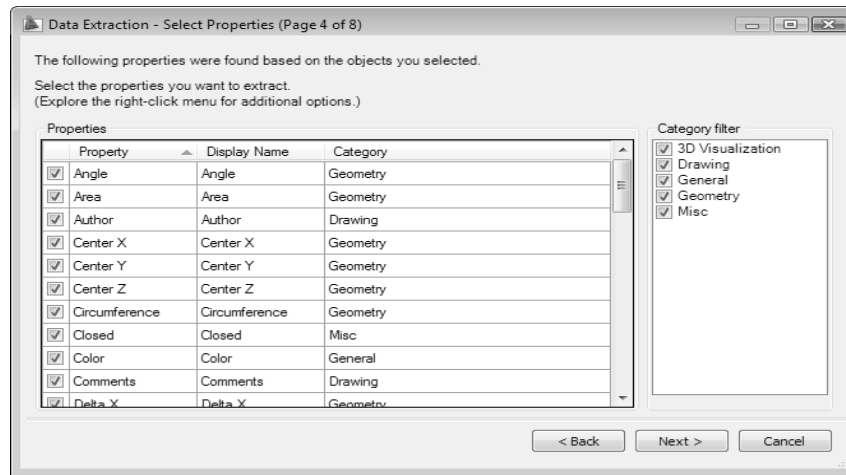 Data Extraction - Select Properties (Page 4 of 8)
The following properties were found based on the objects you selected.
Select the properties you want to extract.
(Explore the right-click menu for additional options.)
Properties
Property Display Name Category
Angle Angle Geometry
Area Area Geometry
Author Author Drawing
Center X Center X Geometry
Center Y Center Y Geometry
Center Z Center Z Geometry
Circumference Circumference Geometry
Closed Closed Misc
Color Color General
Comments Comments Drawing
Delta X Delta X Geometry
Category filter
3D Visualization
Drawing
General
Geometry
Misc
< Back Next > Cancel